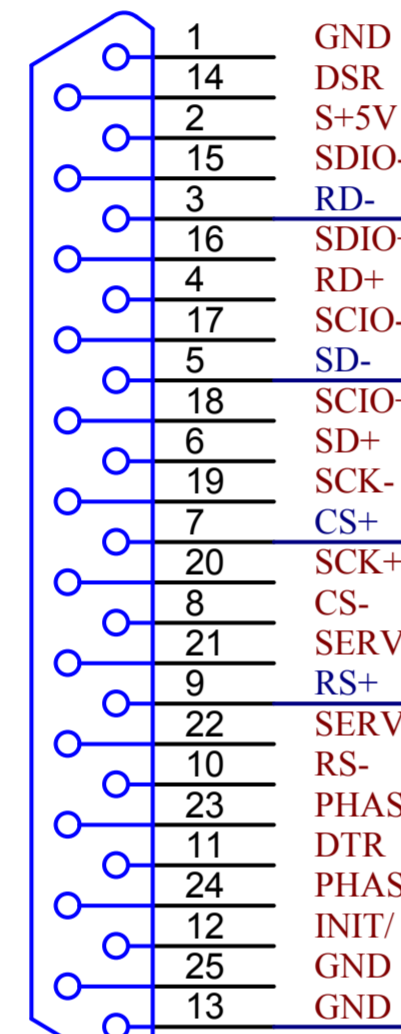 1 GND
14 DSR
2 S+5V
15 SDIO-
3 RD-
16 SDIO+
4 RD+
17 SCIO-
5 SD-
18 SCIO+
6 SD+
19 SCK-
7 CS+
20 SCK+
8 CS-
21 SERV
9 RS+
22 SERV
10 RS-
23 PHAS
11 DTR
24 PHAS
12 INIT/
25 GND
13 GND